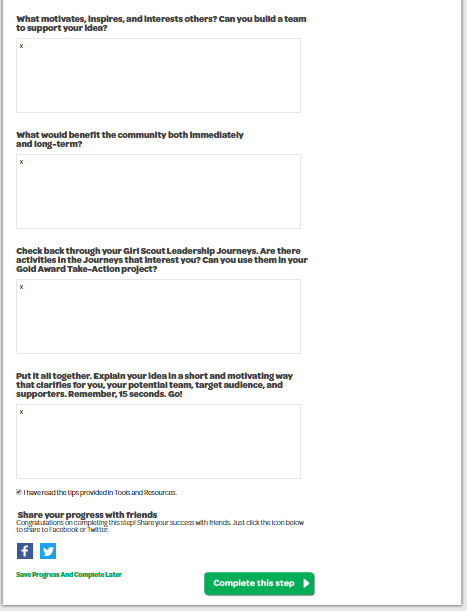 What motivates, inspires, and interests others? Can you build a team
to support your idea?
x
What would benefit the community both immediately
and long-term?
x
Check back through your Girl Scout Leadership Journeys. Are there
activities in the Journeys that interest you? Can you use them in your
Gold Award Take-Action project?
x
Put it all together. Explain your idea in a short and motivating way
that clarifies for you, your potential team, target audience, and
supporters. Remember, 15 seconds. Go!
x
I have read the tips provided in Tools and Resources.
Share your progress with friends
Congratulations on completing this step! Share your success with friends. Just click the icon below
to share to Facebook or Twitter.
Save Progress And Complete Later
Complete this step